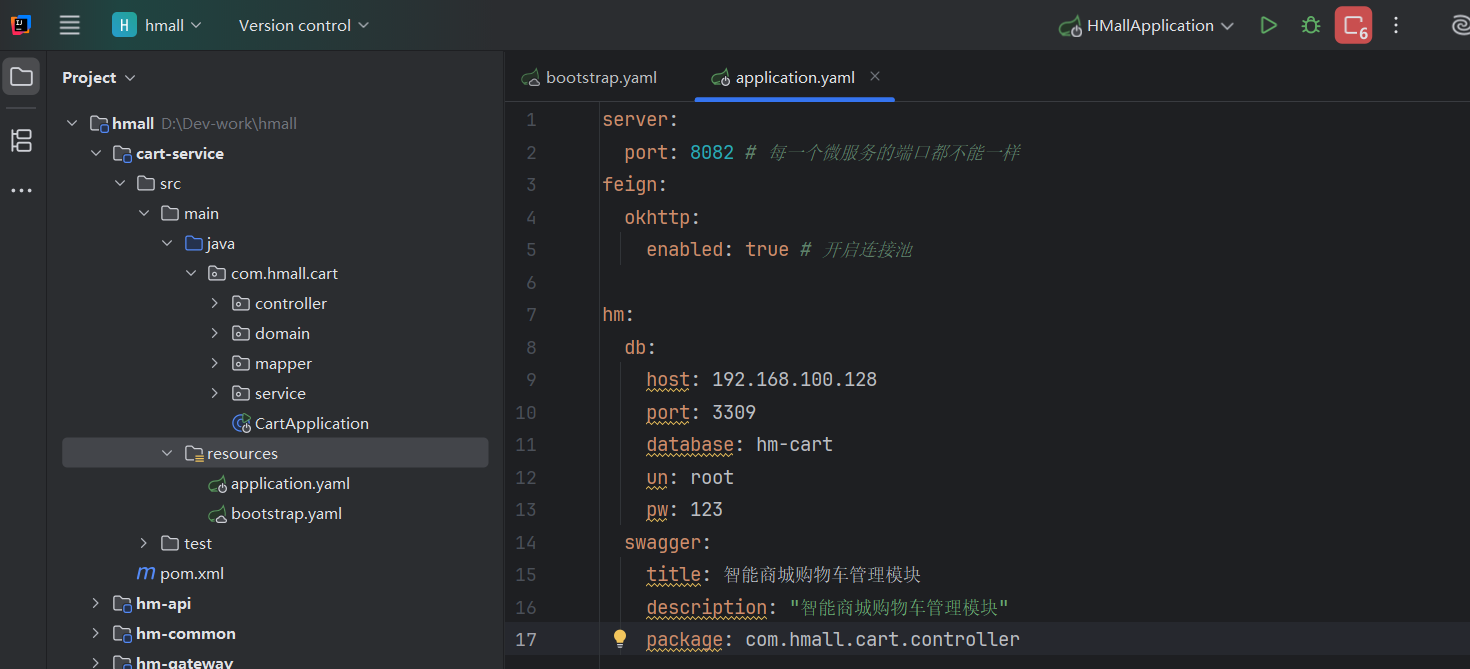 H hmall Version control HMallApplication 6
Project
bootstrap.yaml application.yaml
hmall D:\Dev-work\hmall
cart-service
src
main
java
com.hmall.cart
controller
domain
mapper
service
CartApplication
resources
application.yaml
bootstrap.yaml
test
m pom.xml
hm-api
hm-common
hm-gateway
1 server:
2 port: 8082 # 每一个微服务的端口都不能一样
3 feign:
4 okhttp:
5 enabled: true # 开启连接池
6
7 hm:
8 db:
9 host: 192.168.100.128
10 port: 3309
11 database: hm-cart
12 un: root
13 pw: 123
14 swagger:
15 title: 智能商城购物车管理模块
16 description: "智能商城购物车管理模块"
17 package: com.hmall.cart.controller